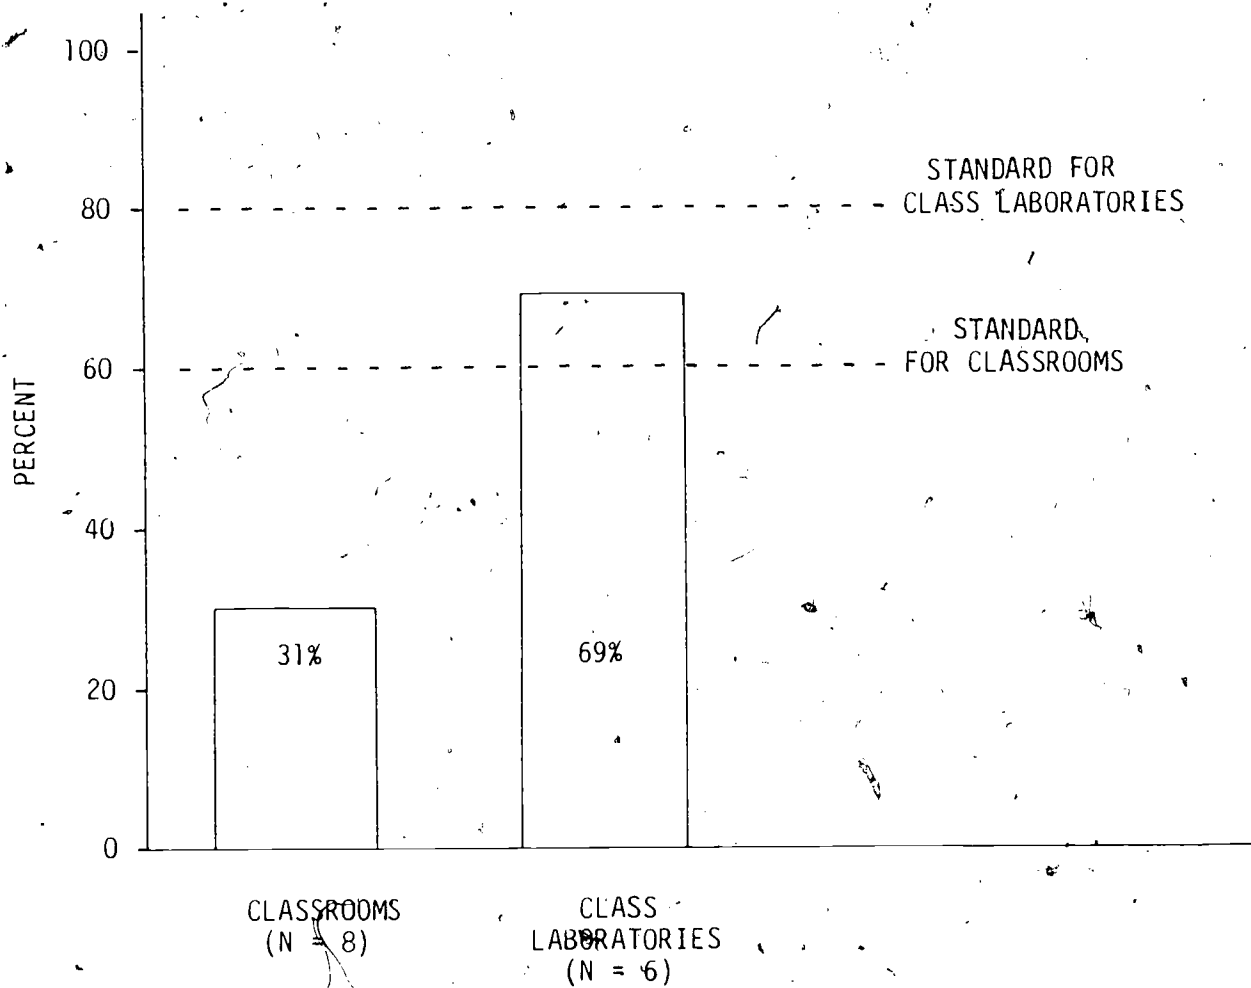 100
STANDARD FOR
CLASS LABORATORIES
80
STANDARD
FOR CLASSROOMS
60
PERCENT
40
31%
69%
20
0
CLASSROOMS
(N = 8)
CLASS
LABORATORIES
(N = 6)